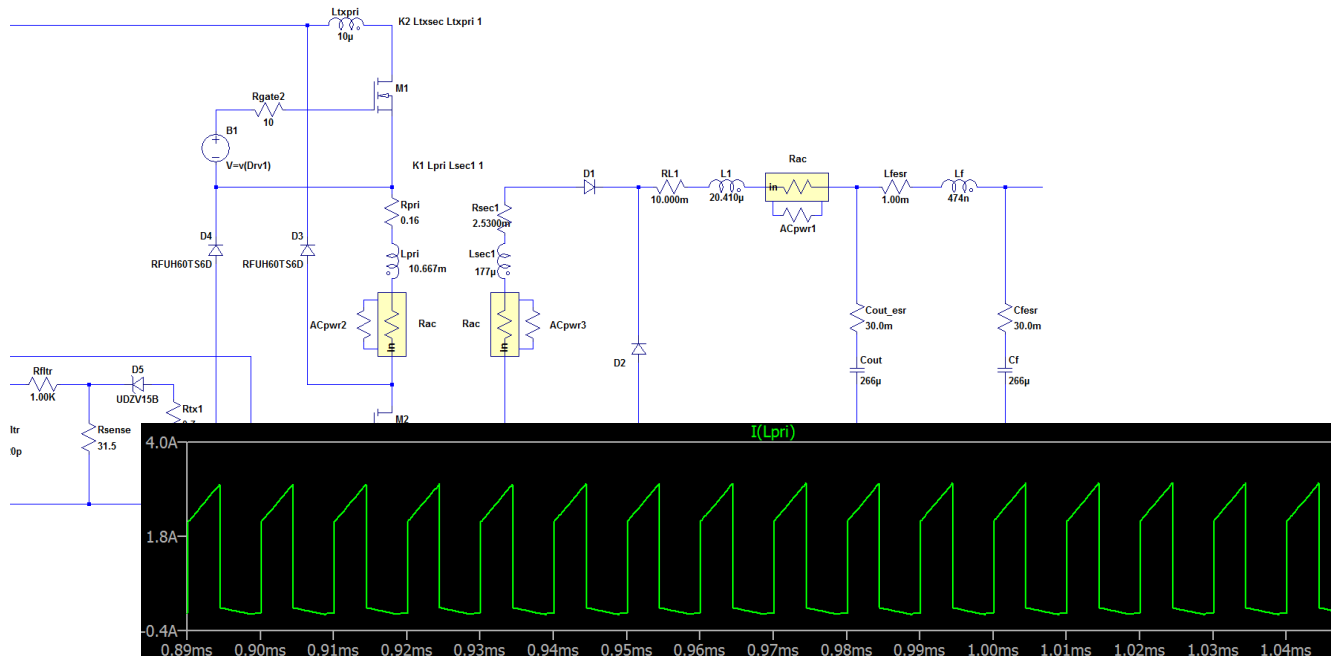 Ltxpri
10µ
K2 Ltxsec Ltxpri 1
M1
Rgate2
10
B1
V=v(Drv1)
K1 Lpri Lsec1 1
D1
RL1
10.000m
L1
20.410µ
Rac
in
ACpwr1
Lfesr
1.00m
Lf
474n
Rpri
0.16
Rsec1
2.5300m
D4
RFUH60TS6D
D3
RFUH60TS6D
Lpri
10.667m
Lsec1
177µ
ACpwr2
Rac
in
Rac
in
ACpwr3
D2
Cout_esr
30.0m
Cfesr
30.0m
Cout
266µ
Cf
266µ
Rfltr
1.00K
D5
UDZV15B
Rtx1
M2
ltr
0p
Rsense
31.5
I(Lpri)
4.0A
1.8A
-0.4A
0.89ms 0.90ms 0.91ms 0.92ms 0.93ms 0.94ms 0.95ms 0.96ms 0.97ms 0.98ms 0.99ms 1.00ms 1.01ms 1.02ms 1.03ms 1.04ms